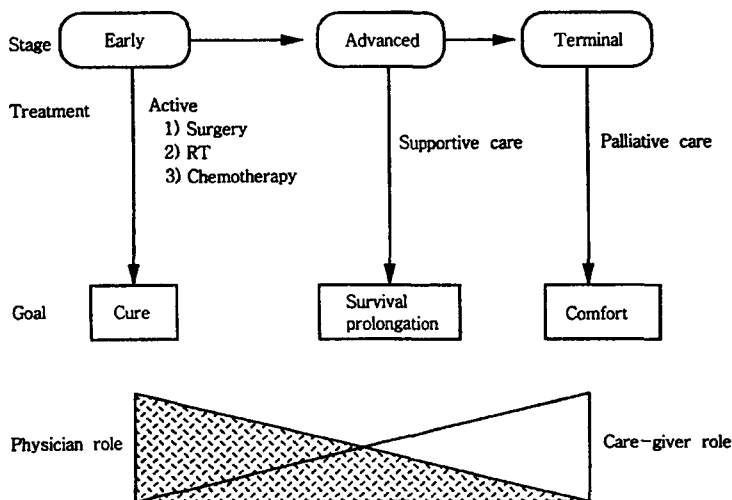 Stage
Early
Advanced
Terminal
Treatment
Active
1) Surgery
2) RT
3) Chemotherapy
Supportive care
Palliative care
Goal
Cure
Survival
prolongation
Comfort
Physician role
Care-giver role